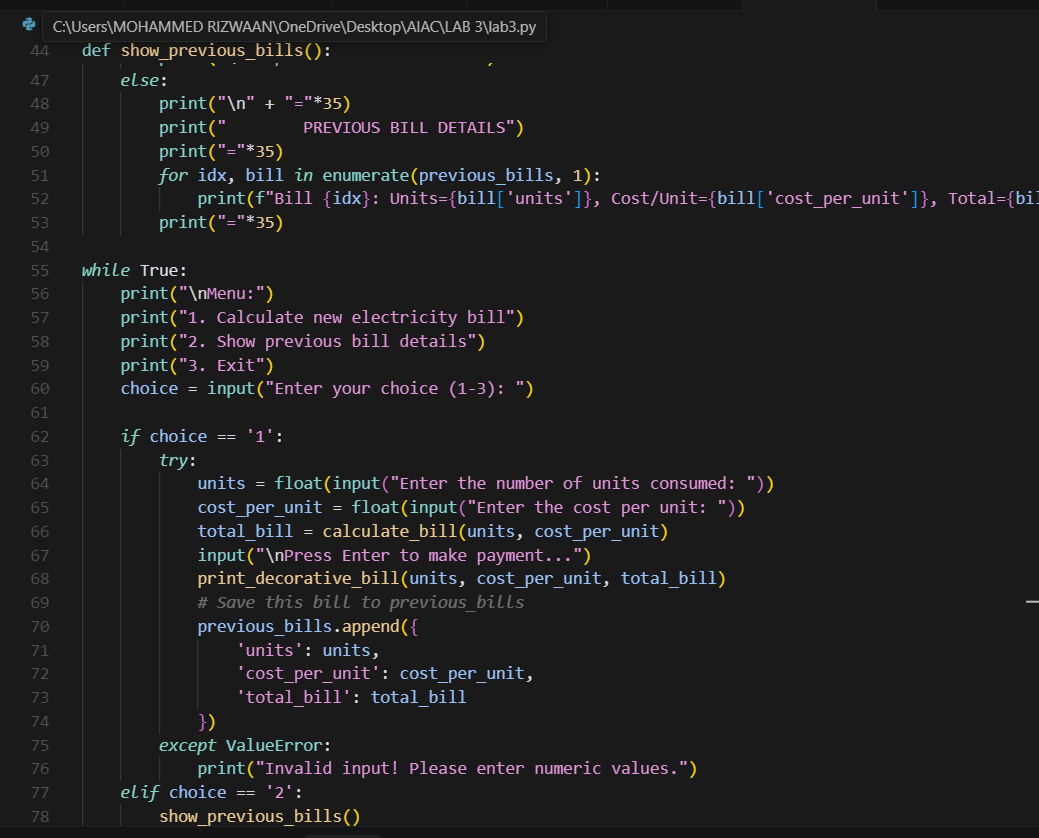 C:\Users\MOHAMMED RIZWAAN\OneDrive\Desktop\AIAC\LAB 3\lab3.py
44 def show_previous_bills():
47     else:
48         print("\n" + "="*35)
49         print("        PREVIOUS BILL DETAILS")
50         print("="*35)
51         for idx, bill in enumerate(previous_bills, 1):
52             print(f"Bill {idx}: Units={bill['units']}, Cost/Unit={bill['cost_per_unit']}, Total={bil
53         print("="*35)
54
55 while True:
56     print("\nMenu:")
57     print("1. Calculate new electricity bill")
58     print("2. Show previous bill details")
59     print("3. Exit")
60     choice = input("Enter your choice (1-3): ")
61
62     if choice == '1':
63         try:
64             units = float(input("Enter the number of units consumed: "))
65             cost_per_unit = float(input("Enter the cost per unit: "))
66             total_bill = calculate_bill(units, cost_per_unit)
67             input("\nPress Enter to make payment...")
68             print_decorative_bill(units, cost_per_unit, total_bill)
69             # Save this bill to previous_bills
70             previous_bills.append({
71                 'units': units,
72                 'cost_per_unit': cost_per_unit,
73                 'total_bill': total_bill
74             })
75         except ValueError:
76             print("Invalid input! Please enter numeric values.")
77     elif choice == '2':
78         show_previous_bills()